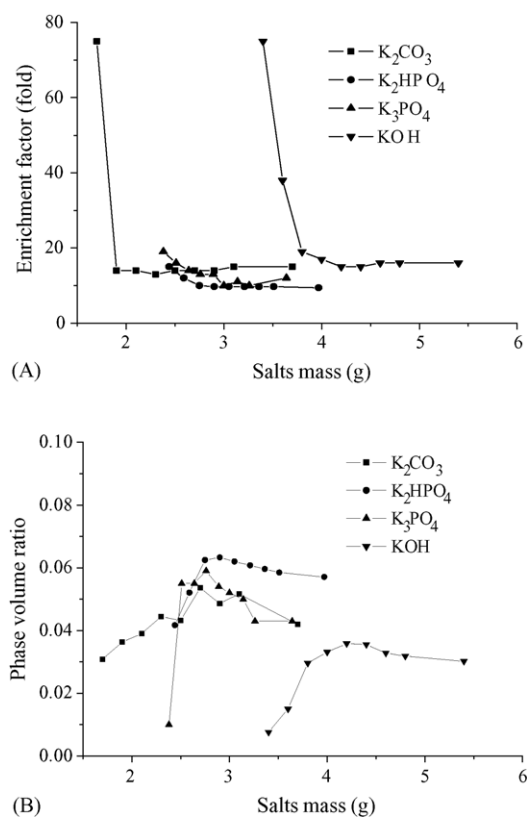 80
60
40
20
0
Enrichment factor (fold)
K₂CO₃
K₂HP O₄
K₃PO₄
KO H
2 3 4 5 6
(A)
Salts mass (g)
0.10
0.08
0.06
0.04
0.02
0.00
Phase volume ratio
K₂CO₃
K₂HPO₄
K₃PO₄
KOH
2 3 4 5 6
(B)
Salts mass (g)